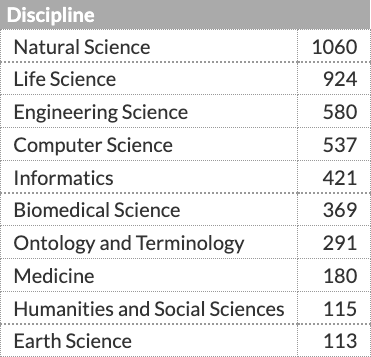 Discipline
Natural Science 1060
Life Science 924
Engineering Science 580
Computer Science 537
Informatics 421
Biomedical Science 369
Ontology and Terminology 291
Medicine 180
Humanities and Social Sciences 115
Earth Science 113